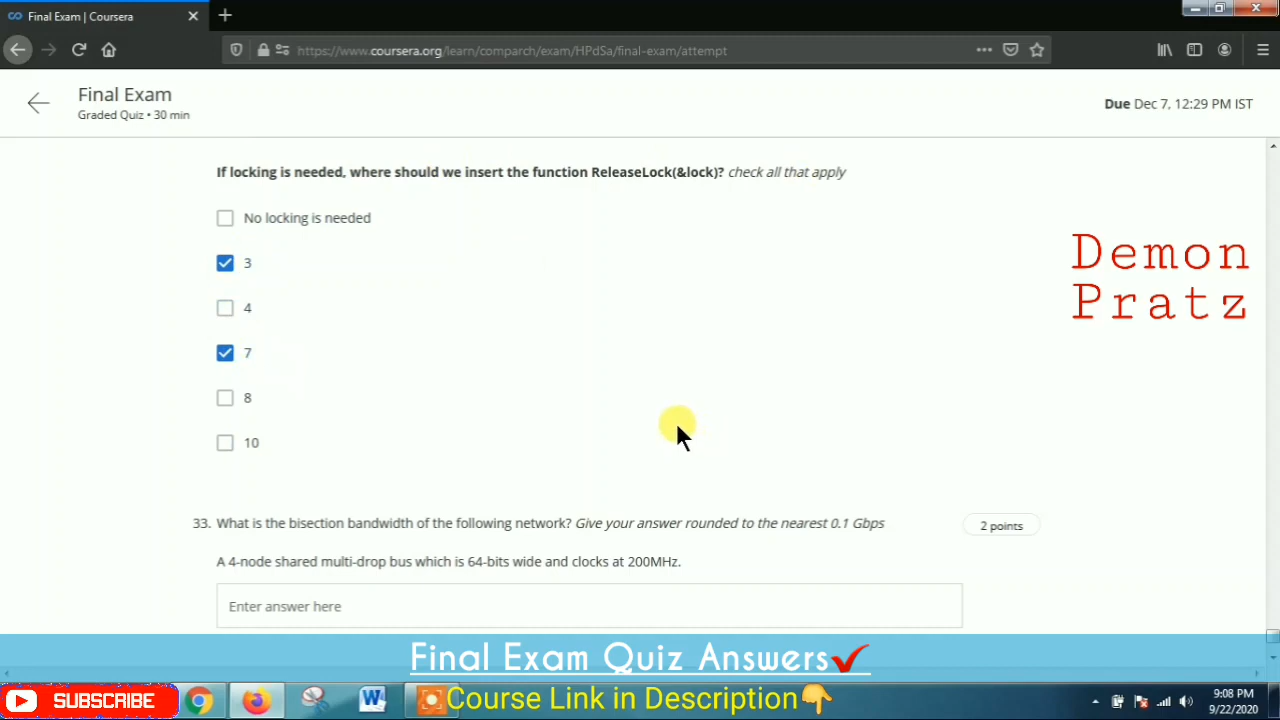 Final Exam | Coursera
https://www.coursera.org/learn/comparch/exam/HPdSa/final-exam/attempt
Final Exam
Graded Quiz • 30 min
Due Dec 7, 12:29 PM IST
If locking is needed, where should we insert the function ReleaseLock(&lock)? check all that apply
No locking is needed
3
4
7
8
10
Demon
Pratz
33. What is the bisection bandwidth of the following network? Give your answer rounded to the nearest 0.1 Gbps
2 points
A 4-node shared multi-drop bus which is 64-bits wide and clocks at 200MHz.
Enter answer here
Final Exam Quiz Answers
SUBSCRIBE
Course Link in Description
9:08 PM
9/22/2020